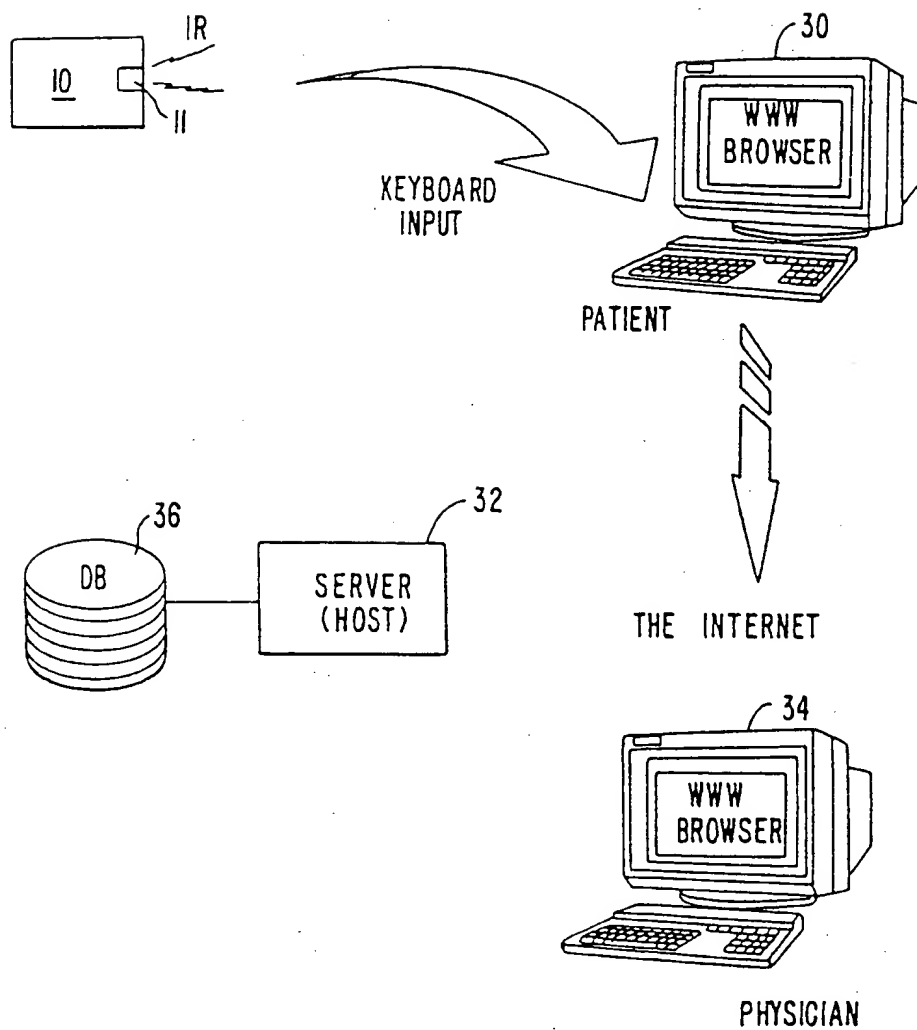 IR
10
11
30
WWW
BROWSER
KEYBOARD
INPUT
PATIENT
36
DB
32
SERVER
(HOST)
THE INTERNET
34
WWW
BROWSER
PHYSICIAN